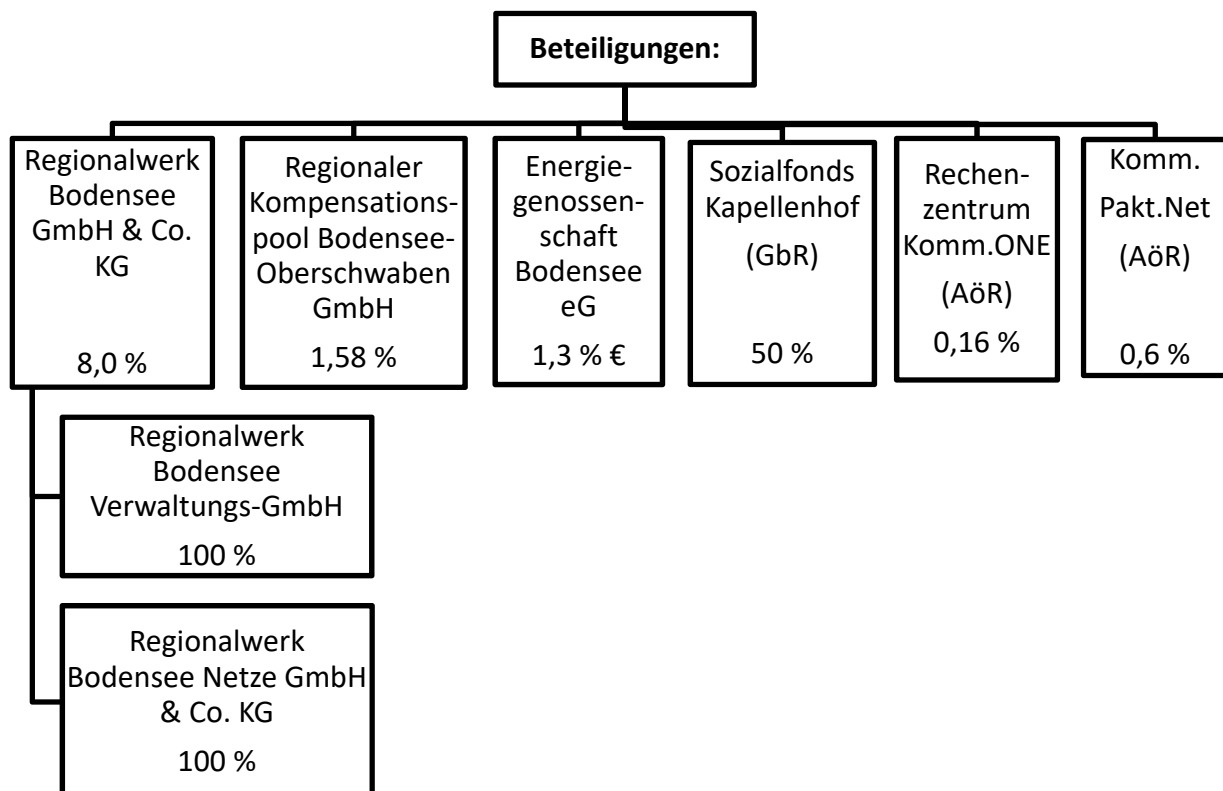 Beteiligungen:
Regionalwerk
Bodensee
GmbH & Co.
KG
8,0 %
Regionaler
Kompensations-
pool Bodensee-
Oberschwaben
GmbH
1,58 %
Energie-
genossen-
schaft
Bodensee
eG
1,3 % €
Sozialfonds
Kapellenhof
(GbR)
50 %
Rechen-
zentrum
Komm.ONE
(AöR)
0,16 %
Komm.
Pakt.Net
(AöR)
0,6 %
Regionalwerk
Bodensee
Verwaltungs-GmbH
100 %
Regionalwerk
Bodensee Netze GmbH
& Co. KG
100 %